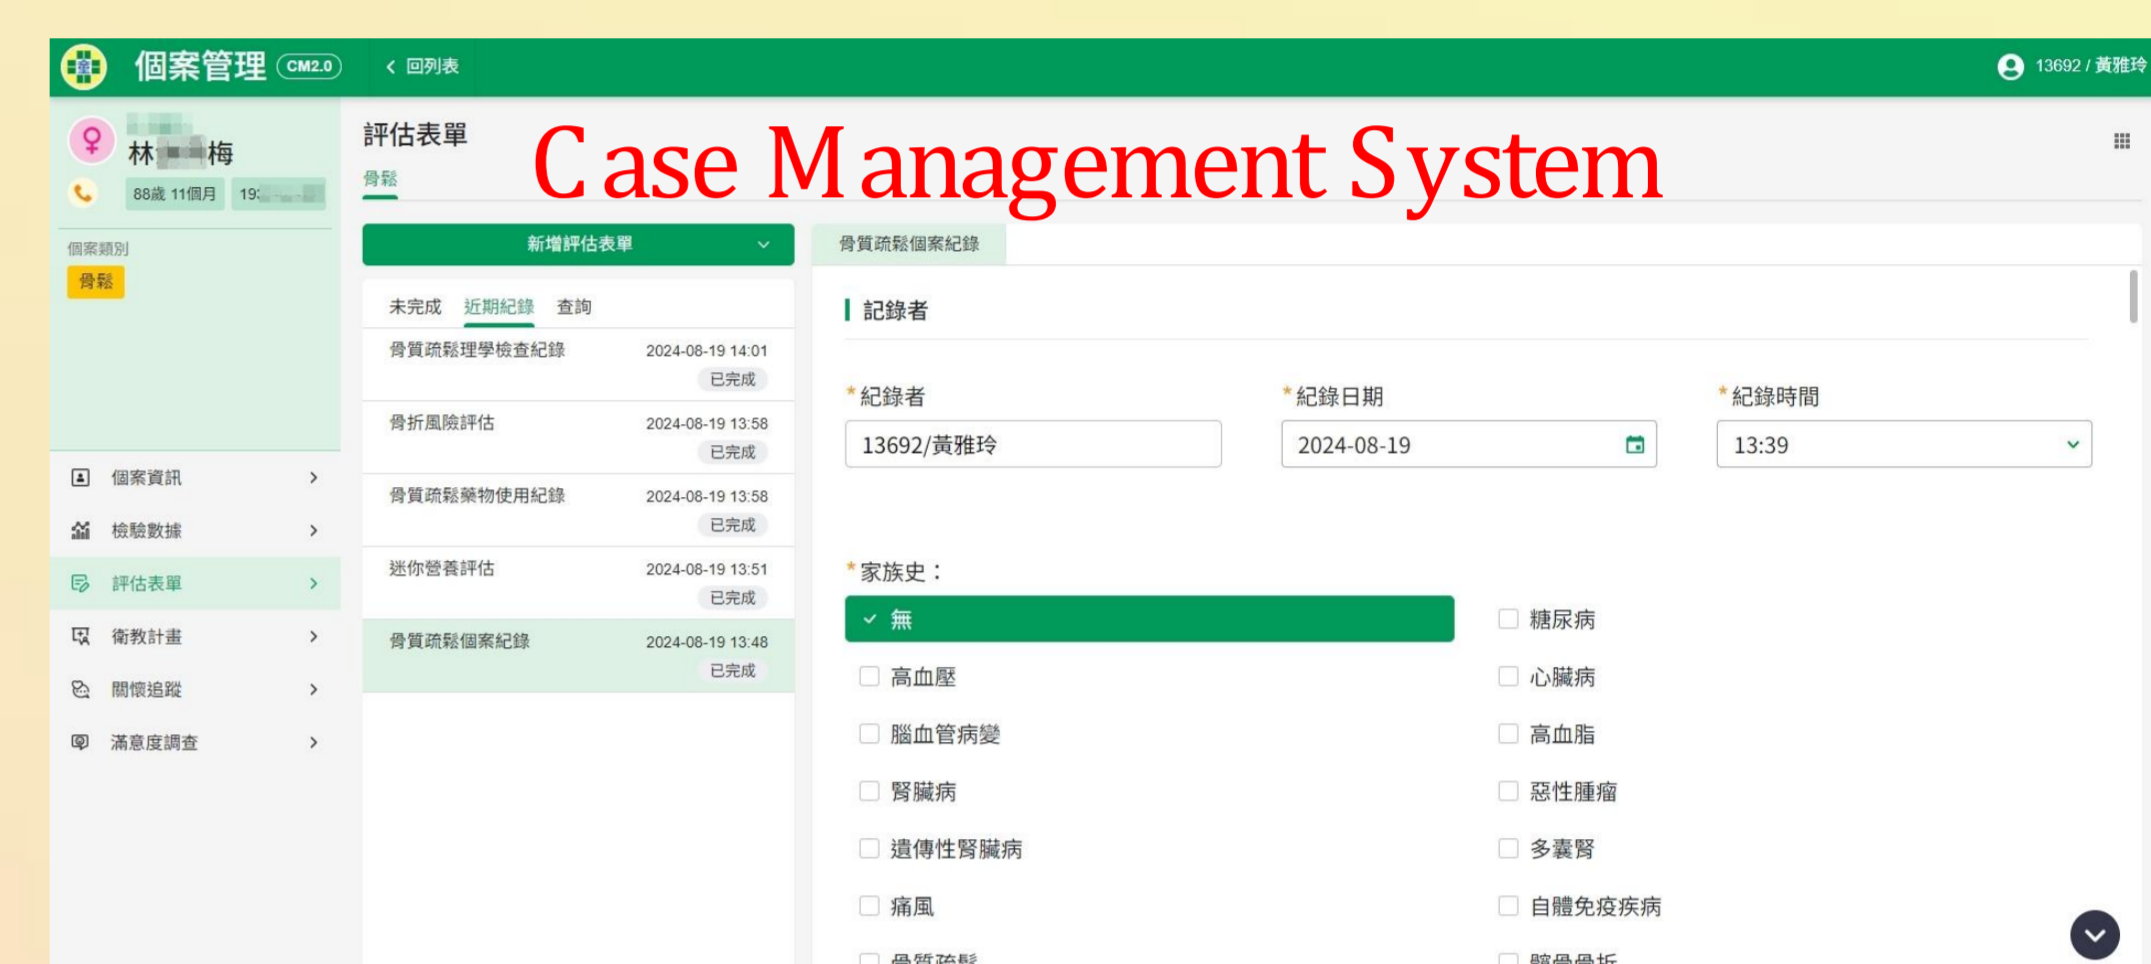 個案管理 CM2.0 回列表 13692 / 黃雅玲
林 梅
88歲 11個月 19
個案類別
骨鬆
個案資訊
檢驗數據
評估表單
衛教計畫
關懷追蹤
滿意度調查
評估表單
Case Management System
骨鬆
新增評估表單
未完成 近期紀錄 查詢
骨質疏鬆理學檢查紀錄 2024-08-19 14:01
已完成
骨折風險評估 2024-08-19 13:58
已完成
骨質疏鬆藥物使用紀錄 2024-08-19 13:58
已完成
迷你營養評估 2024-08-19 13:51
已完成
骨質疏鬆個案紀錄 2024-08-19 13:48
已完成
骨質疏鬆個案紀錄
記錄者
*紀錄者 *紀錄日期 *紀錄時間
13692/黃雅玲 2024-08-19 13:39
*家族史：
無 糖尿病
高血壓 心臟病
腦血管病變 高血脂
腎臟病 惡性腫瘤
遺傳性腎臟病 多囊腎
痛風 自體免疫疾病
骨質疏鬆 髖骨骨折